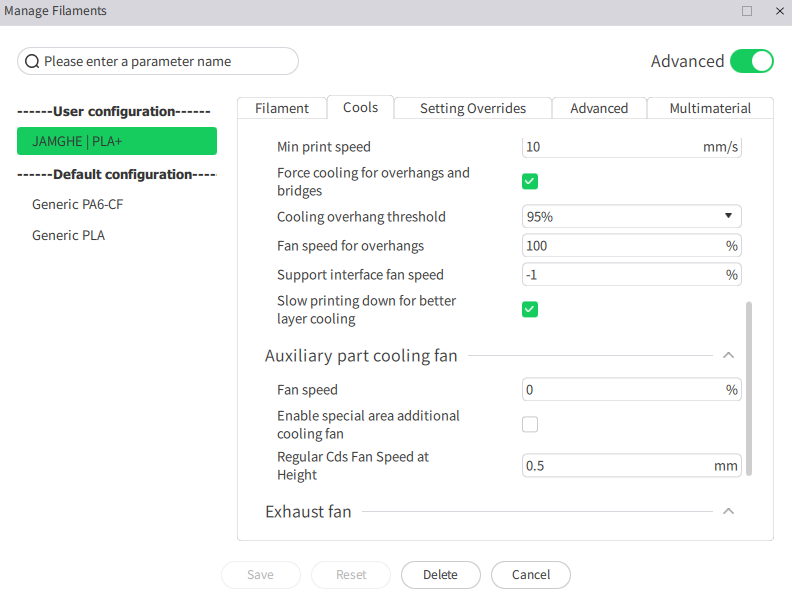 Manage Filaments
Please enter a parameter name
Advanced
------User configuration------
JAMGHE | PLA+
------Default configuration----
Generic PA6-CF
Generic PLA
Filament
Cools
Setting Overrides
Advanced
Multimaterial
Min print speed
10 mm/s
Force cooling for overhangs and
bridges
Cooling overhang threshold
95%
Fan speed for overhangs
100 %
Support interface fan speed
-1 %
Slow printing down for better
layer cooling
Auxiliary part cooling fan
Fan speed
0 %
Enable special area additional
cooling fan
Regular Cds Fan Speed at
Height
0.5 mm
Exhaust fan
Save
Reset
Delete
Cancel